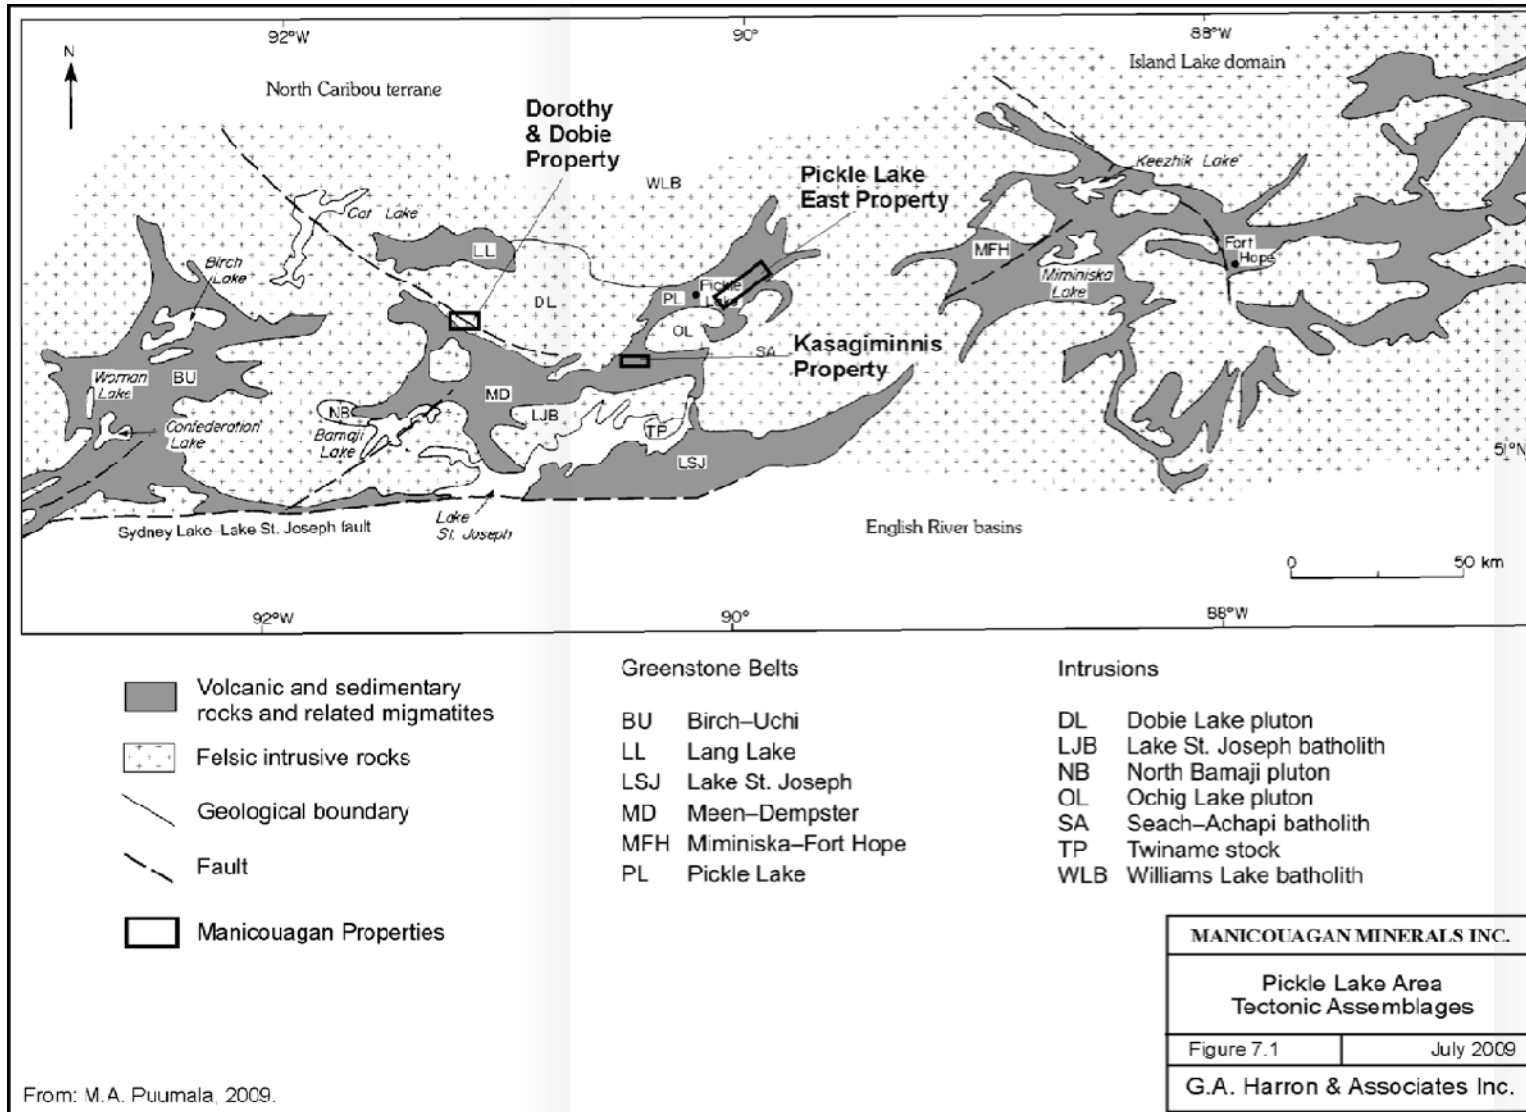 92°W
90°
88°W
N
North Caribou terrane
Island Lake domain
Dorothy
& Dobie
Property
WLB
Pickle Lake
East Property
Keezhik Lake
Cat Lake
LL
Birch
Lake
MFH
Fort
Hope
Miminiska
Lake
DL
PL
Pickle
Lake
OL
SA
Kasagiminnis
Property
Woman
Lake
BU
MD
NB
LJB
Confederation
Lake
Bamaji
Lake
TP
LSJ
51°N
Sydney Lake–Lake St. Joseph fault
Lake
St. Joseph
English River basins
0 50 km
92°W
90°
88°W
Volcanic and sedimentary
rocks and related migmatites
Felsic intrusive rocks
Geological boundary
Fault
Manicouagan Properties
Greenstone Belts
BU Birch–Uchi
LL Lang Lake
LSJ Lake St. Joseph
MD Meen–Dempster
MFH Miminiska–Fort Hope
PL Pickle Lake
Intrusions
DL Dobie Lake pluton
LJB Lake St. Joseph batholith
NB North Bamaji pluton
OL Ochig Lake pluton
SA Seach–Achapi batholith
TP Twiname stock
WLB Williams Lake batholith
MANICOUAGAN MINERALS INC.
Pickle Lake Area
Tectonic Assemblages
Figure 7.1
July 2009
G.A. Harron & Associates Inc.
From: M.A. Puumala, 2009.